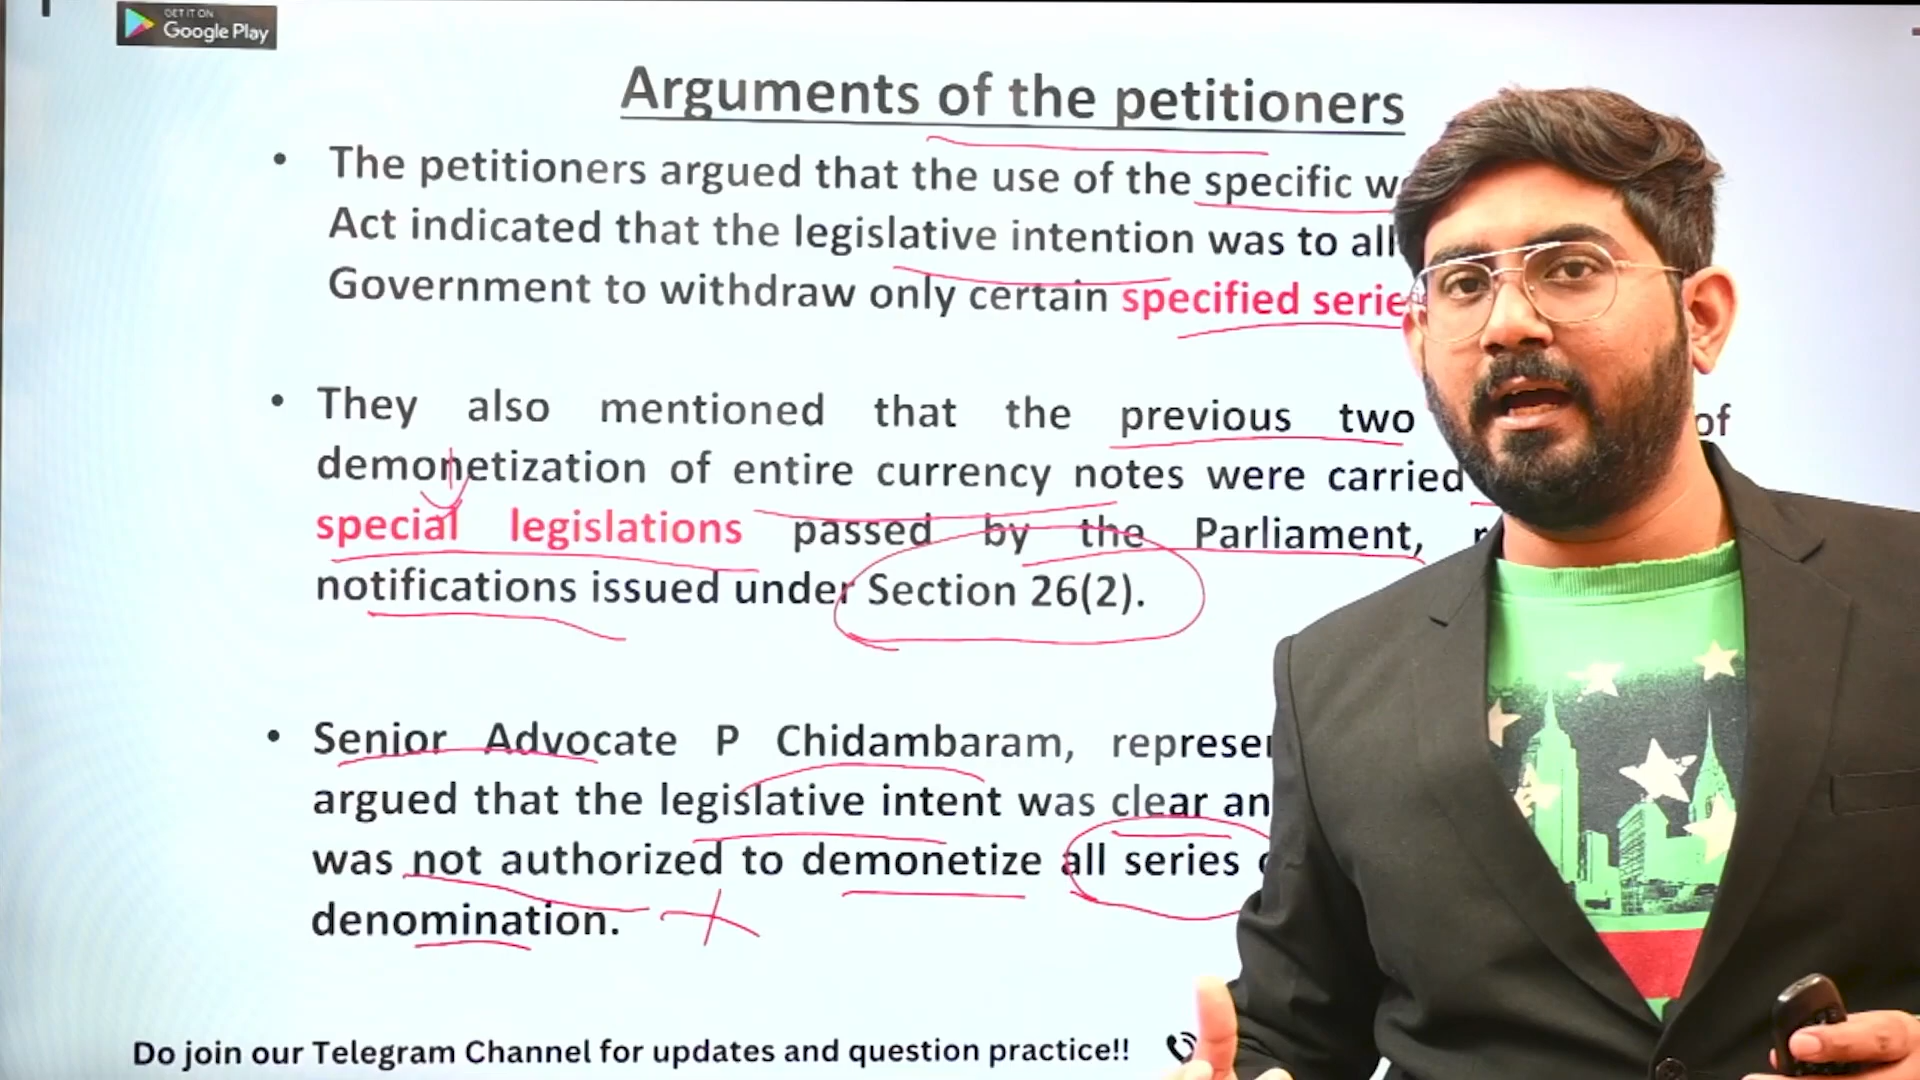 GET IT ON
Google Play
Arguments of the petitioners
• The petitioners argued that the use of the specific
Act indicated that the legislative intention was to
Government to withdraw only certain specified
• They also mentioned that the previous two of
demonetization of entire currency notes were carried
special legislations passed by the Parliament,
notifications issued under Section 26(2).
• Senior Advocate P Chidambaram,
argued that the legislative intent was clear
was not authorized to demonetize all series
denomination.
Do join our Telegram Channel for updates and question practice!!